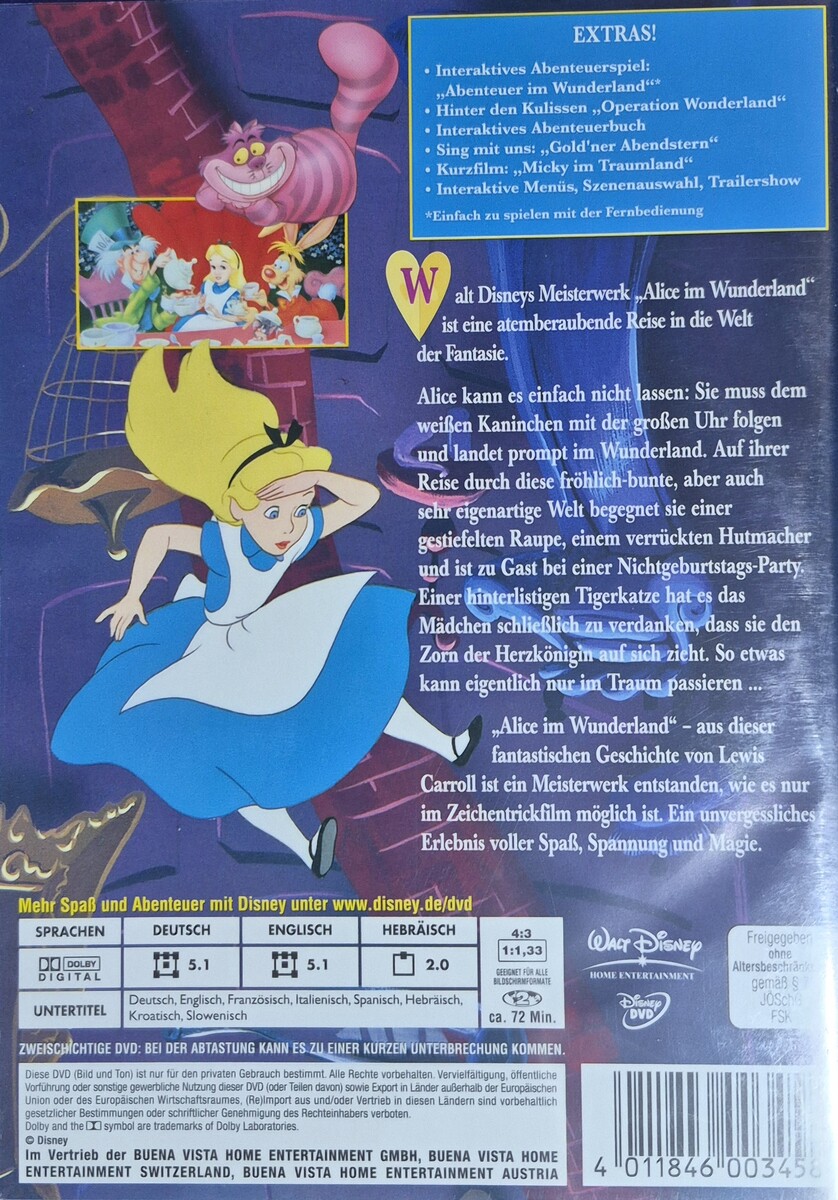 EXTRAS!
• Interaktives Abenteuerspiel:
„Abenteuer im Wunderland“*
• Hinter den Kulissen „Operation Wonderland“
• Interaktives Abenteuerbuch
• Sing mit uns: „Gold'ner Abendstern“
• Kurzfilm: „Micky im Traumland“
• Interaktive Menüs, Szenenauswahl, Trailershow
*Einfach zu spielen mit der Fernbedienung
Walt Disneys Meisterwerk „Alice im Wunderland“
ist eine atemberaubende Reise in die Welt
der Fantasie.
Alice kann es einfach nicht lassen: Sie muss dem
weißen Kaninchen mit der großen Uhr folgen
und landet prompt im Wunderland. Auf ihrer
Reise durch diese fröhlich-bunte, aber auch
sehr eigenartige Welt begegnet sie einer
gestiefelten Raupe, einem verrückten Hutmacher
und ist zu Gast bei einer Nichtgeburtstags-Party.
Einer hinterlistigen Tigerkatze hat es das
Mädchen schließlich zu verdanken, dass sie den
Zorn der Herzkönigin auf sich zieht. So etwas
kann eigentlich nur im Traum passieren ...
„Alice im Wunderland“ – aus dieser
fantastischen Geschichte von Lewis
Carroll ist ein Meisterwerk entstanden, wie es nur
im Zeichentrickfilm möglich ist. Ein unvergessliches
Erlebnis voller Spaß, Spannung und Magie.
Mehr Spaß und Abenteuer mit Disney unter www.disney.de/dvd
SPRACHEN DEUTSCH ENGLISCH HEBRÄISCH
DOLBY DIGITAL 5.1 5.1 2.0
UNTERTITEL Deutsch, Englisch, Französisch, Italienisch, Spanisch, Hebräisch,
Kroatisch, Slowenisch
4:3
1:1,33
GEEIGNET FÜR ALLE
BILDSCHIRMFORMATE
2
ca. 72 Min.
WALT DISNEY
HOME ENTERTAINMENT
Disney
DVD
Freigegeben
ohne
Altersbeschränk
gemäß §
JÖSch
FSK
ZWEISCHICHTIGE DVD: BEI DER ABTASTUNG KANN ES ZU EINER KURZEN UNTERBRECHUNG KOMMEN.
Diese DVD (Bild und Ton) ist nur für den privaten Gebrauch bestimmt. Alle Rechte vorbehalten. Vervielfältigung, öffentliche
Vorführung oder sonstige gewerbliche Nutzung dieser DVD (oder Teilen davon) sowie Export in Länder außerhalb der Europäischen
Union oder des Europäischen Wirtschaftsraumes, (Re)Import aus und/oder Vertrieb in diesen Ländern sind vorbehaltlich
gesetzlicher Bestimmungen oder schriftlicher Genehmigung des Rechteinhabers verboten.
Dolby and the symbol are trademarks of Dolby Laboratories.
© Disney
Im Vertrieb der BUENA VISTA HOME ENTERTAINMENT GMBH, BUENA VISTA HOME
ENTERTAINMENT SWITZERLAND, BUENA VISTA HOME ENTERTAINMENT AUSTRIA
4 011846 003458